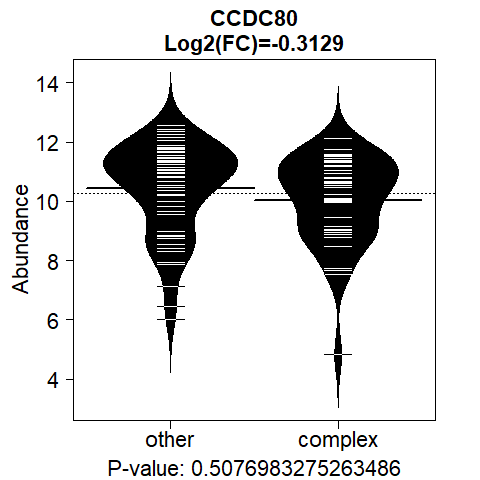 CCDC80
Log2(FC)=-0.3129
14
12
10
8
6
4
Abundance
other complex
P-value: 0.5076983275263486